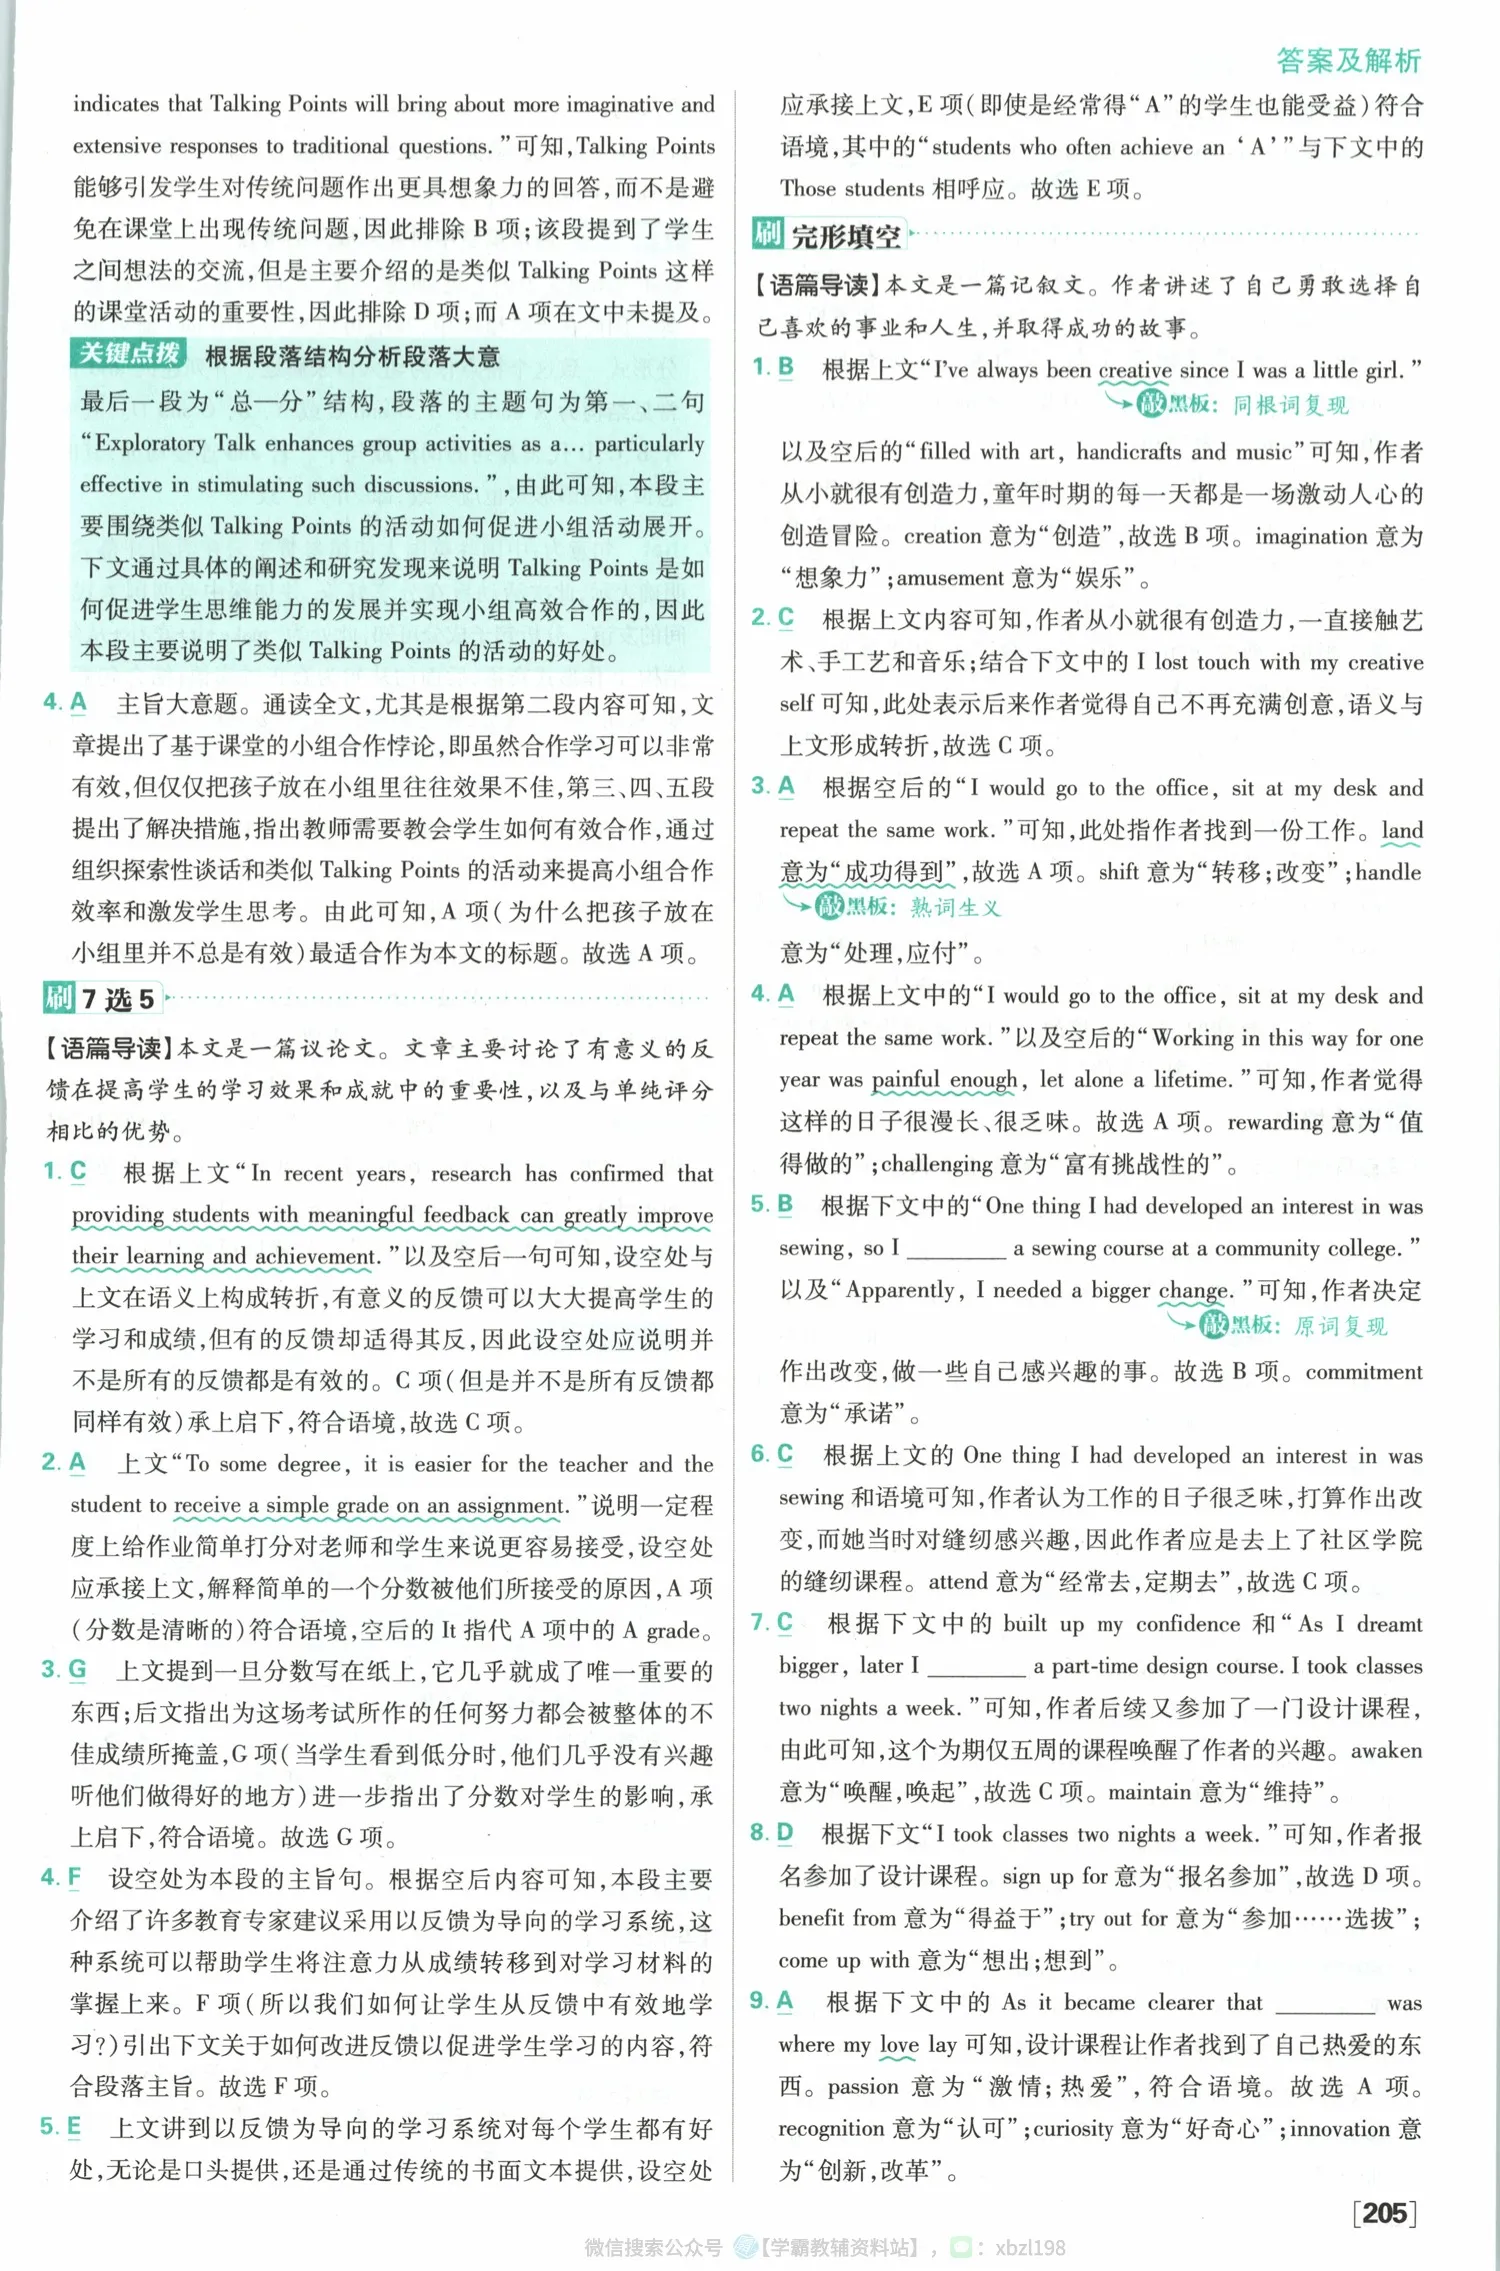 答案及解析
indicates that Talking Points will bring about more imaginative and
extensive responses to traditional questions. ”可知,Talking Points
能够引发学生对传统问题作出更具想象力的回答,而不是避
免在课堂上出现传统问题,因此排除 B 项;该段提到了学生
之间想法的交流,但是主要介绍的是类似 Talking Points 这样
的课堂活动的重要性,因此排除 D 项;而 A 项在文中未提及。
关键点拨 根据段落结构分析段落大意
最后一段为“总—分”结构,段落的主题句为第一、二句
“Exploratory Talk enhances group activities as a… particularly
effective in stimulating such discussions. ”,由此可知,本段主
要围绕类似 Talking Points 的活动如何促进小组活动展开。
下文通过具体的阐述和研究发现来说明 Talking Points 是如
何促进学生思维能力的发展并实现小组高效合作的,因此
本段主要说明了类似 Talking Points 的活动的好处。
4. A 主旨大意题。通读全文,尤其是根据第二段内容可知,文
章提出了基于课堂的小组合作悖论,即虽然合作学习可以非常
有效,但仅仅把孩子放在小组里往往效果不佳,第三、四、五段
提出了解决措施,指出教师需要教会学生如何有效合作,通过
组织探索性谈话和类似 Talking Points 的活动来提高小组合作
效率和激发学生思考。由此可知,A 项(为什么把孩子放在
小组里并不总是有效)最适合作为本文的标题。故选 A 项。
刷 7 选 5
【语篇导读】本文是一篇议论文。文章主要讨论了有意义的反
馈在提高学生的学习效果和成就中的重要性,以及与单纯评分
相比的优势。
1. C 根据上文“In recent years, research has confirmed that
providing students with meaningful feedback can greatly improve
their learning and achievement. ”以及空后一句可知,设空处与
上文在语义上构成转折,有意义的反馈可以大大提高学生的
学习和成绩,但有的反馈却适得其反,因此设空处应说明并
不是所有的反馈都是有效的。C 项(但是并不是所有反馈都
同样有效)承上启下,符合语境,故选 C 项。
2. A 上文“To some degree, it is easier for the teacher and the
student to receive a simple grade on an assignment. ”说明一定程
度上给作业简单打分对老师和学生来说更容易接受,设空处
应承接上文,解释简单的一个分数被他们所接受的原因,A 项
(分数是清晰的)符合语境,空后的 It 指代 A 项中的 A grade。
3. G 上文提到一旦分数写在纸上,它几乎就成了唯一重要的
东西;后文指出为这场考试所作的任何努力都会被整体的不
佳成绩所掩盖,G 项(当学生看到低分时,他们几乎没有兴趣
听他们做得好的地方)进一步指出了分数对学生的影响,承
上启下,符合语境。故选 G 项。
4. F 设空处为本段的主旨句。根据空后内容可知,本段主要
介绍了许多教育专家建议采用以反馈为导向的学习系统,这
种系统可以帮助学生将注意力从成绩转移到对学习材料的
掌握上来。F 项(所以我们如何让学生从反馈中有效地学
习?)引出下文关于如何改进反馈以促进学生学习的内容,符
合段落主旨。故选 F 项。
5. E 上文讲到以反馈为导向的学习系统对每个学生都有好
处,无论是口头提供,还是通过传统的书面文本提供,设空处
应承接上文,E 项(即使是经常得“A”的学生也能受益)符合
语境,其中的“students who often achieve an ‘A’”与下文中的
Those students 相呼应。故选 E 项。
刷 完形填空
【语篇导读】本文是一篇记叙文。作者讲述了自己勇敢选择自
己喜欢的事业和人生,并取得成功的故事。
1. B 根据上文“I’ve always been creative since I was a little girl. ”
敲黑板: 同根词复现
以及空后的“filled with art, handicrafts and music”可知,作者
从小就很有创造力,童年时期的每一天都是一场激动人心的
创造冒险。creation 意为“创造”,故选 B 项。imagination 意为
“想象力”;amusement 意为“娱乐”。
2. C 根据上文内容可知,作者从小就很有创造力,一直接触艺
术、手工艺和音乐;结合下文中的 I lost touch with my creative
self 可知,此处表示后来作者觉得自己不再充满创意,语义与
上文形成转折,故选 C 项。
3. A 根据空后的“I would go to the office, sit at my desk and
repeat the same work. ”可知,此处指作者找到一份工作。land
意为“成功得到”,故选 A 项。shift 意为“转移;改变”;handle
敲黑板: 熟词生义
意为“处理,应付”。
4. A 根据上文中的“I would go to the office, sit at my desk and
repeat the same work. ”以及空后的“Working in this way for one
year was painful enough, let alone a lifetime. ”可知,作者觉得
这样的日子很漫长、很乏味。故选 A 项。rewarding 意为“值
得做的”;challenging 意为“富有挑战性的”。
5. B 根据下文中的“One thing I had developed an interest in was
sewing, so I ________ a sewing course at a community college. ”
以及“Apparently, I needed a bigger change. ”可知,作者决定
敲黑板: 原词复现
作出改变,做一些自己感兴趣的事。故选 B 项。commitment
意为“承诺”。
6. C 根据上文的 One thing I had developed an interest in was
sewing 和语境可知,作者认为工作的日子很乏味,打算作出改
变,而她当时对缝纫感兴趣,因此作者应是去上了社区学院
的缝纫课程。attend 意为“经常去,定期去”,故选 C 项。
7. C 根据下文中的 built up my confidence 和“As I dreamt
bigger, later I ________ a part-time design course. I took classes
two nights a week. ”可知,作者后续又参加了一门设计课程,
由此可知,这个为期仅五周的课程唤醒了作者的兴趣。awaken
意为“唤醒,唤起”,故选 C 项。maintain 意为“维持”。
8. D 根据下文“I took classes two nights a week. ”可知,作者报
名参加了设计课程。sign up for 意为“报名参加”,故选 D 项。
benefit from 意为“得益于”;try out for 意为“参加……选拔”;
come up with 意为“想出;想到”。
9. A 根据下文中的 As it became clearer that ________ was
where my love lay 可知,设计课程让作者找到了自己热爱的东
西。passion 意为“激情;热爱”,符合语境。故选 A 项。
recognition 意为“认可”;curiosity 意为“好奇心”;innovation 意
为“创新,改革”。
[205]
微信搜索公众号 【学霸教辅资料站】, : xbzl198